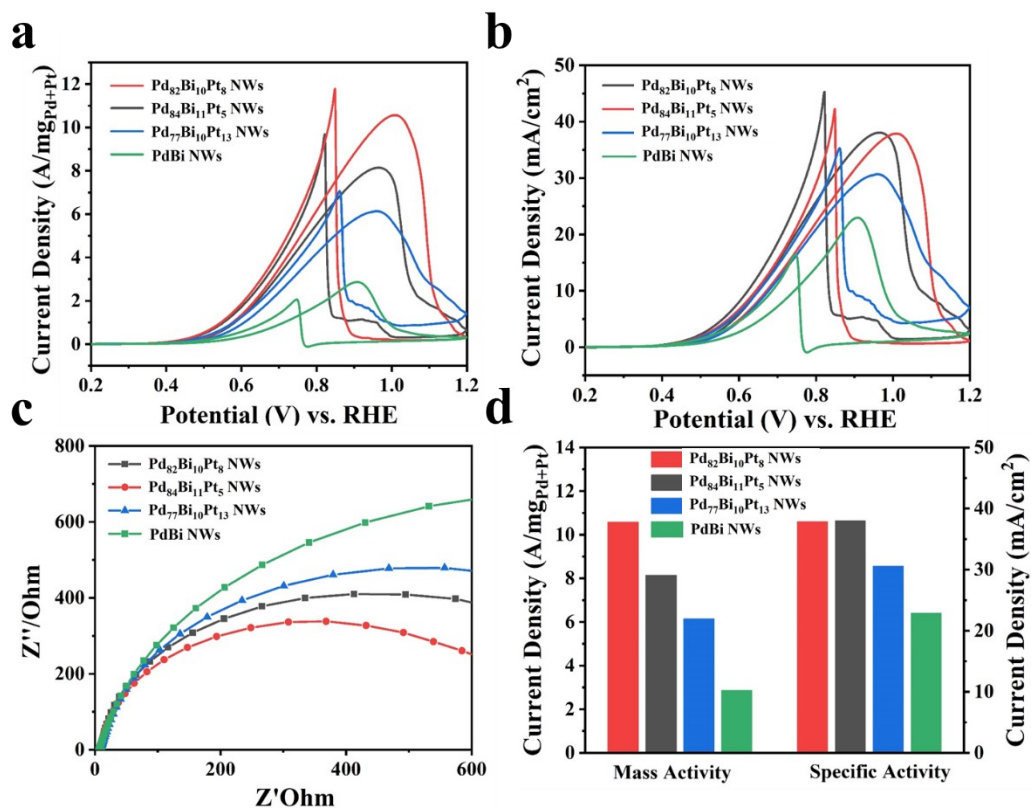 a
Current Density (A/mg_Pd+Pt)
12
10
8
6
4
2
0
Pd₈₂Bi₁₀Pt₈ NWs
Pd₈₄Bi₁₁Pt₅ NWs
Pd₇₇Bi₁₀Pt₁₃ NWs
PdBi NWs
0.2 0.4 0.6 0.8 1.0 1.2
Potential (V) vs. RHE
b
Current Density (mA/cm²)
50
40
30
20
10
0
Pd₈₂Bi₁₀Pt₈ NWs
Pd₈₄Bi₁₁Pt₅ NWs
Pd₇₇Bi₁₀Pt₁₃ NWs
PdBi NWs
0.2 0.4 0.6 0.8 1.0 1.2
Potential (V) vs. RHE
c
Z''/Ohm
800
600
400
200
0
Pd₈₂Bi₁₀Pt₈ NWs
Pd₈₄Bi₁₁Pt₅ NWs
Pd₇₇Bi₁₀Pt₁₃ NWs
PdBi NWs
0 200 400 600
Z'Ohm
d
Current Density (A/mg_Pd+Pt)
14
12
10
8
6
4
2
0
Pd₈₂Bi₁₀Pt₈ NWs
Pd₈₄Bi₁₁Pt₅ NWs
Pd₇₇Bi₁₀Pt₁₃ NWs
PdBi NWs
50
40
30
20
10
0
Current Density (mA/cm²)
Mass Activity Specific Activity